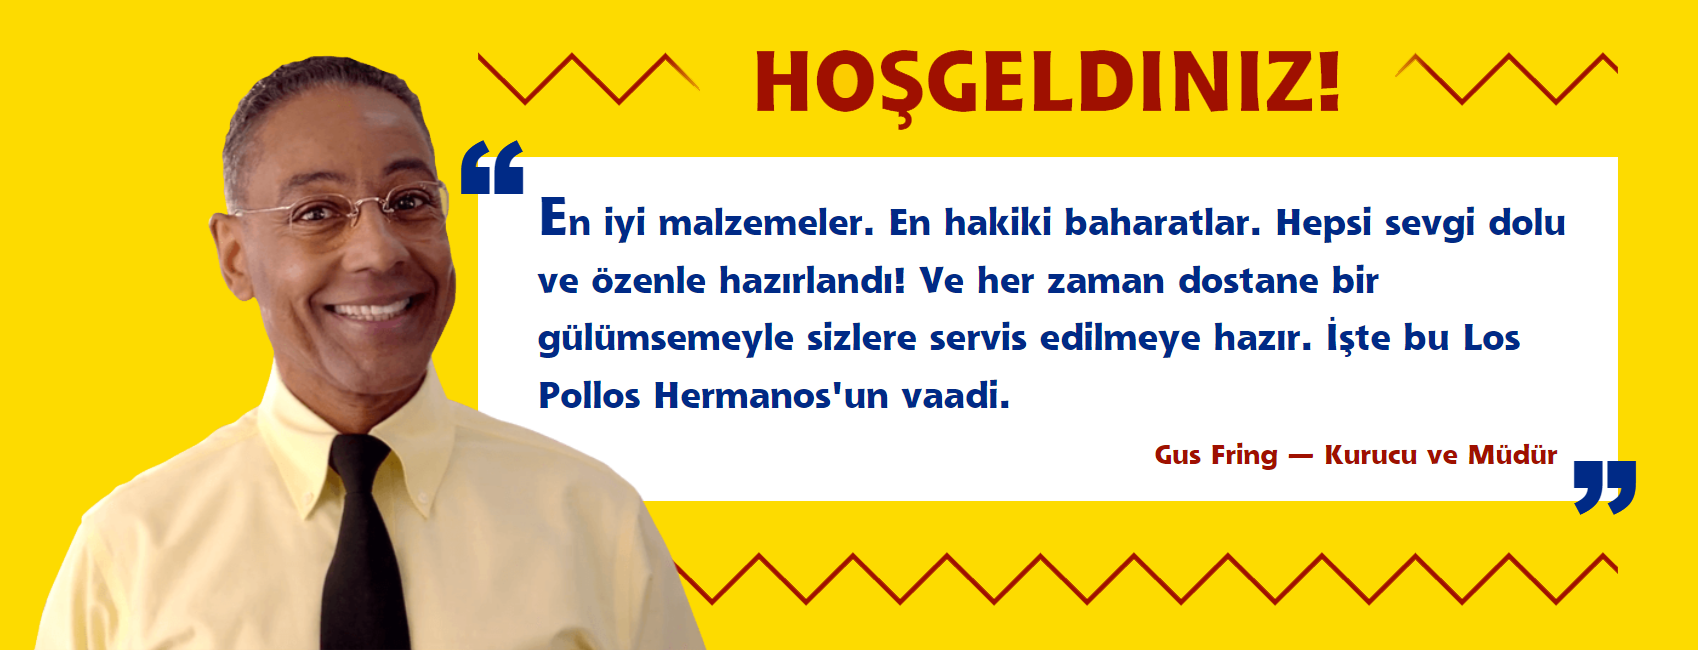 HOŞGELDINIZ!
“
En iyi malzemeler. En hakiki baharatlar. Hepsi sevgi dolu
ve özenle hazırlandı! Ve her zaman dostane bir
gülümsemeyle sizlere servis edilmeye hazır. İşte bu Los
Pollos Hermanos'un vaadi.
Gus Fring — Kurucu ve Müdür
”